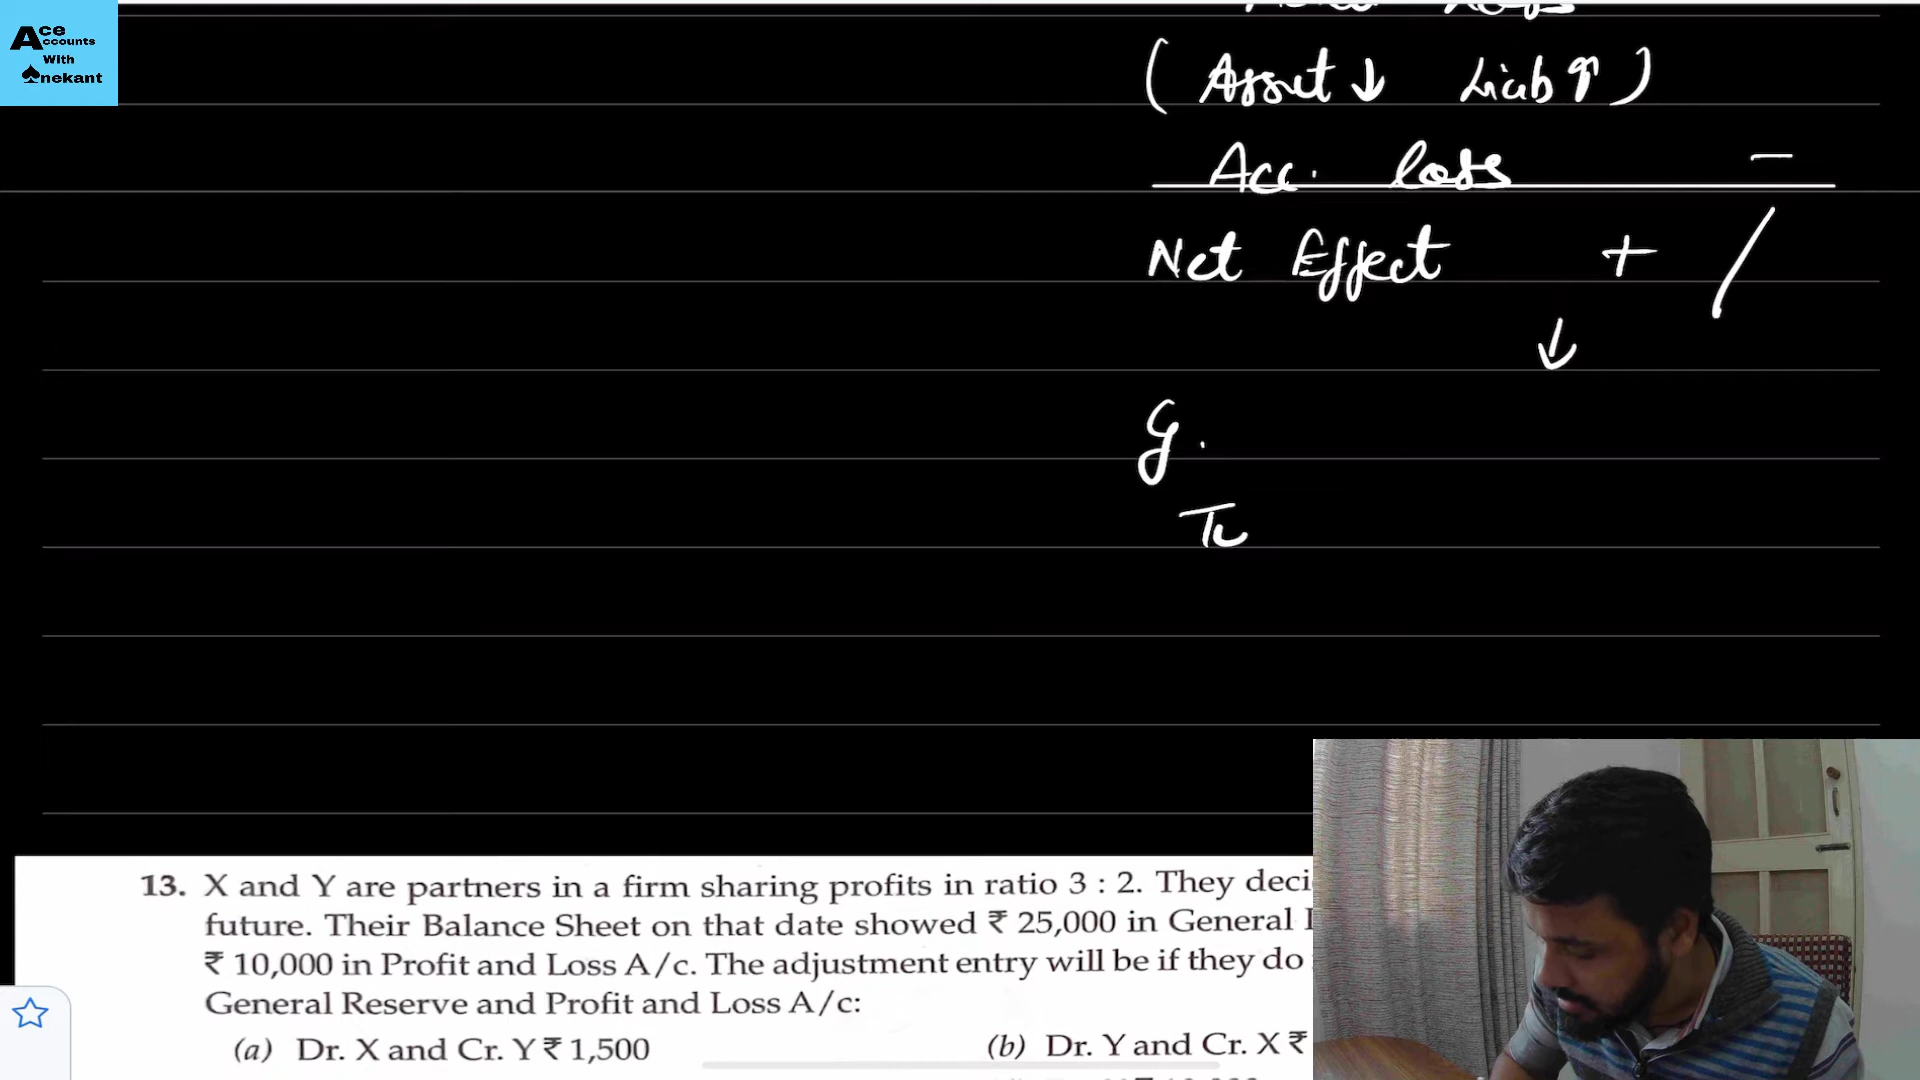 Ace
Accounts
With
Anekant
( Asset ↓ Liab ↑ )
Acc. loss –
Net Effect + /
↓
G.
13. X and Y are partners in a firm sharing profits in ratio 3 : 2. They deci
future. Their Balance Sheet on that date showed ₹ 25,000 in General
₹ 10,000 in Profit and Loss A/c. The adjustment entry will be if they do
General Reserve and Profit and Loss A/c:
(a) Dr. X and Cr. Y ₹ 1,500
(b) Dr. Y and Cr. X ₹